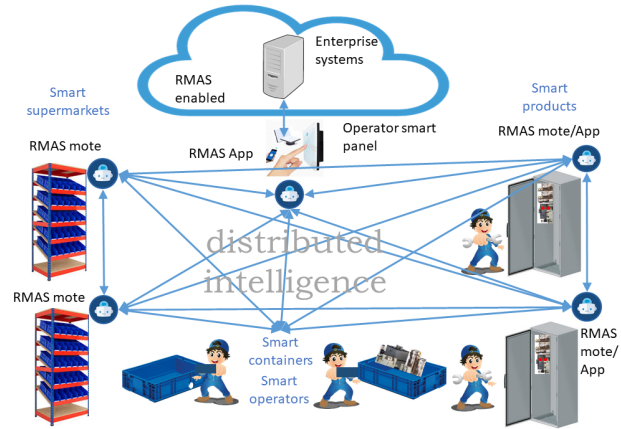 Enterprise
systems
RMAS
enabled
Smart
supermarkets
Smart
products
RMAS mote
RMAS App
Operator smart
panel
RMAS mote/App
distributed
intelligence
RMAS mote
Smart
containers
Smart
operators
RMAS
mote/
App